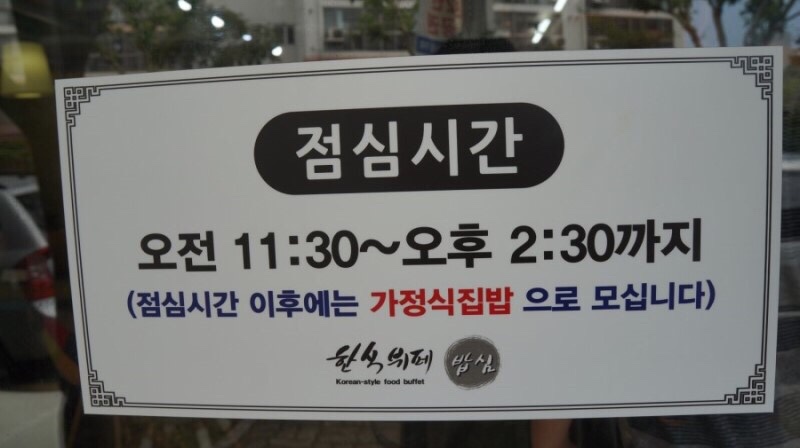 점심시간
오전 11:30~오후 2:30까지
(점심시간 이후에는 가정식집밥 으로 모십니다)
한식뷔페 밥심
Korean-style food buffet